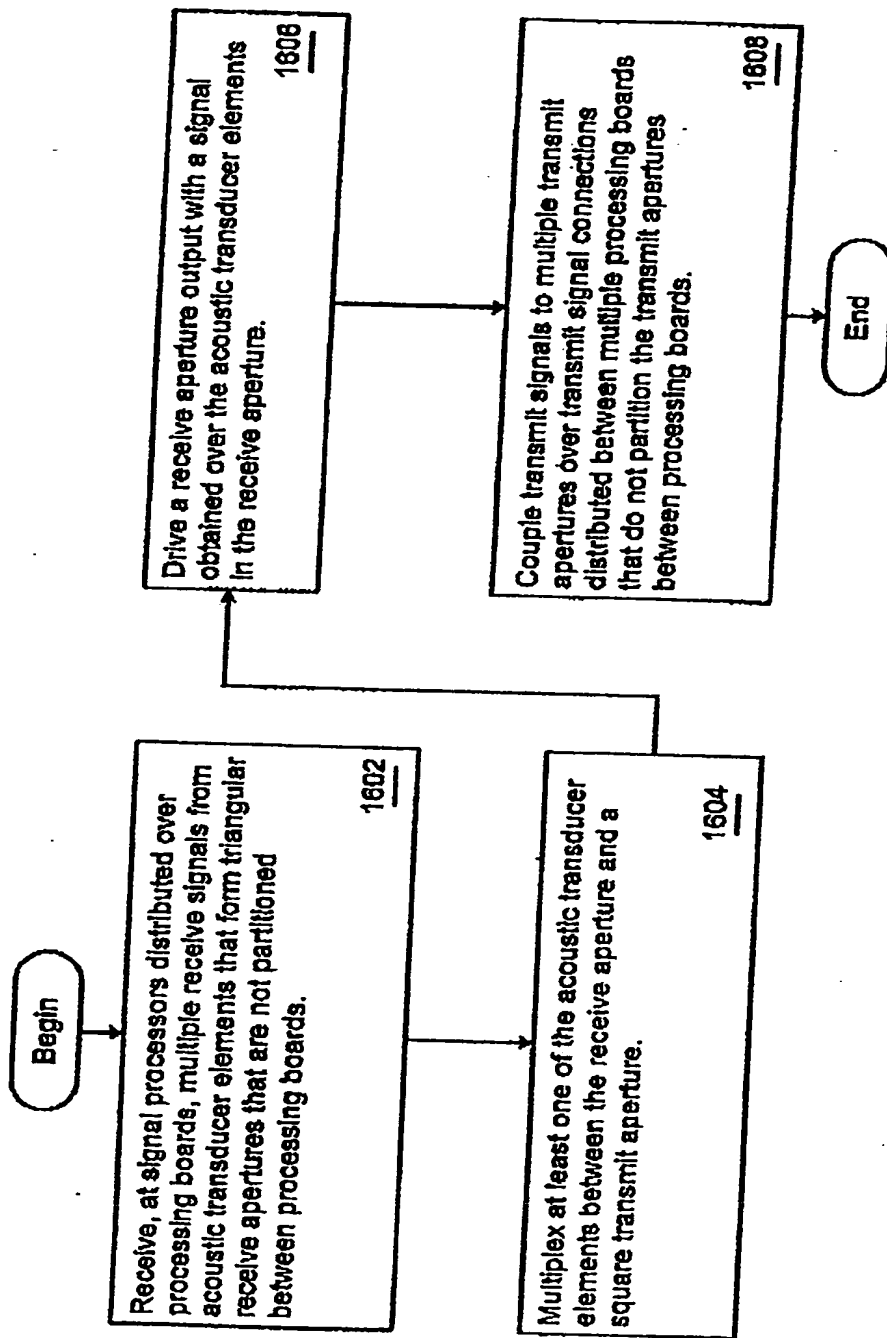 Begin
Receive, at signal processors distributed over
processing boards, multiple receive signals from
acoustic transducer elements that form triangular
receive apertures that are not partitioned
between processing boards.
1602
Multiplex at least one of the acoustic transducer
elements between the receive aperture and a
square transmit aperture.
1604
Drive a receive aperture output with a signal
obtained over the acoustic transducer elements
in the receive aperture.
1606
Couple transmit signals to multiple transmit
apertures over transmit signal connections
distributed between multiple processing boards
that do not partition the transmit apertures
between processing boards.
1608
End